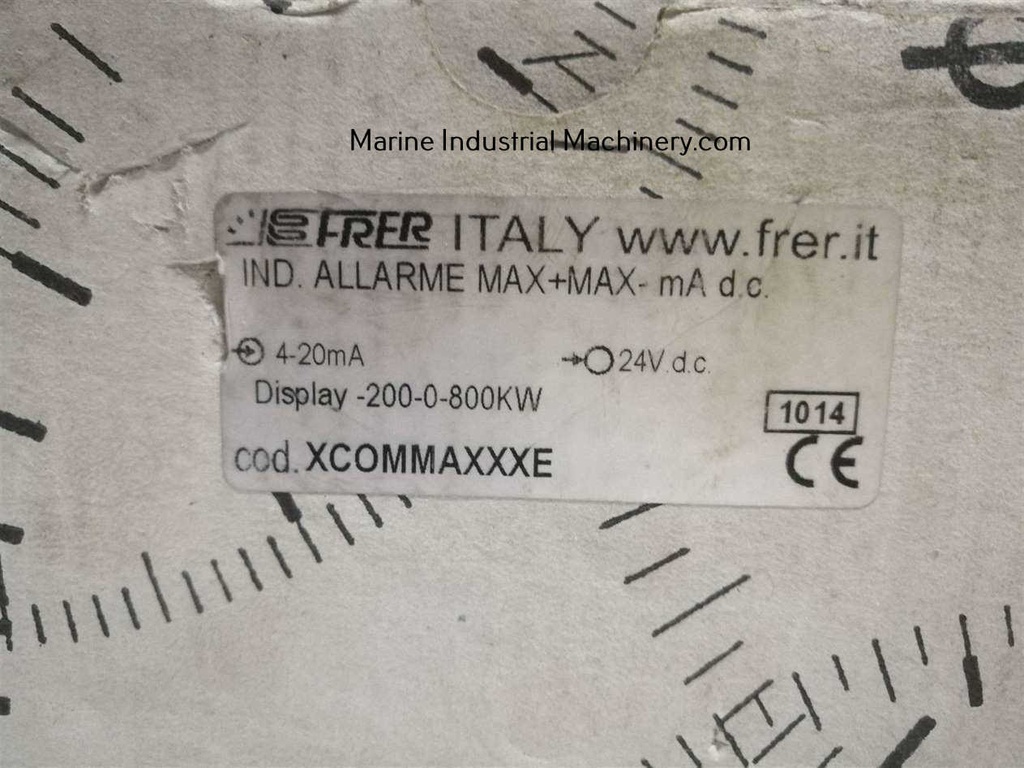 Marine Industrial Machinery.com
FRER ITALY www.frer.it
IND. ALLARME MAX+MAX- mA d.c.
4-20mA 24V.d.c.
Display -200-0-800KW
1014
cod. XCOMMAXXXE CE